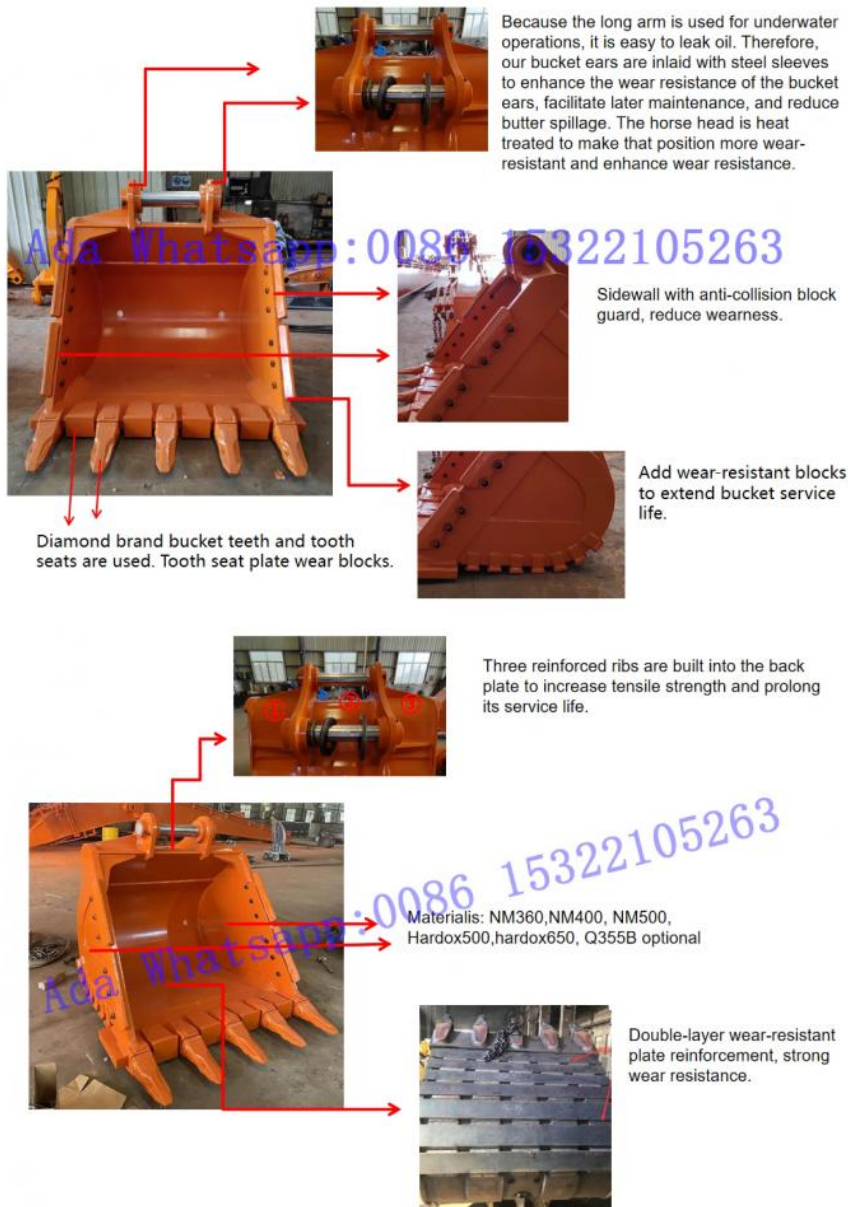 Because the long arm is used for underwater
operations, it is easy to leak oil. Therefore,
our bucket ears are inlaid with steel sleeves
to enhance the wear resistance of the bucket
ears, facilitate later maintenance, and reduce
butter spillage. The horse head is heat
treated to make that position more wear-
resistant and enhance wear resistance.
Ada Whatsapp:0086 15322105263
Sidewall with anti-collision block
guard, reduce wearness.
Add wear-resistant blocks
to extend bucket service
life.
Diamond brand bucket teeth and tooth
seats are used. Tooth seat plate wear blocks.
Three reinforced ribs are built into the back
plate to increase tensile strength and prolong
its service life.
① ② ③
Ada Whatsapp:0086 15322105263
Materialis: NM360,NM400, NM500,
Hardox500,hardox650, Q355B optional
Double-layer wear-resistant
plate reinforcement, strong
wear resistance.